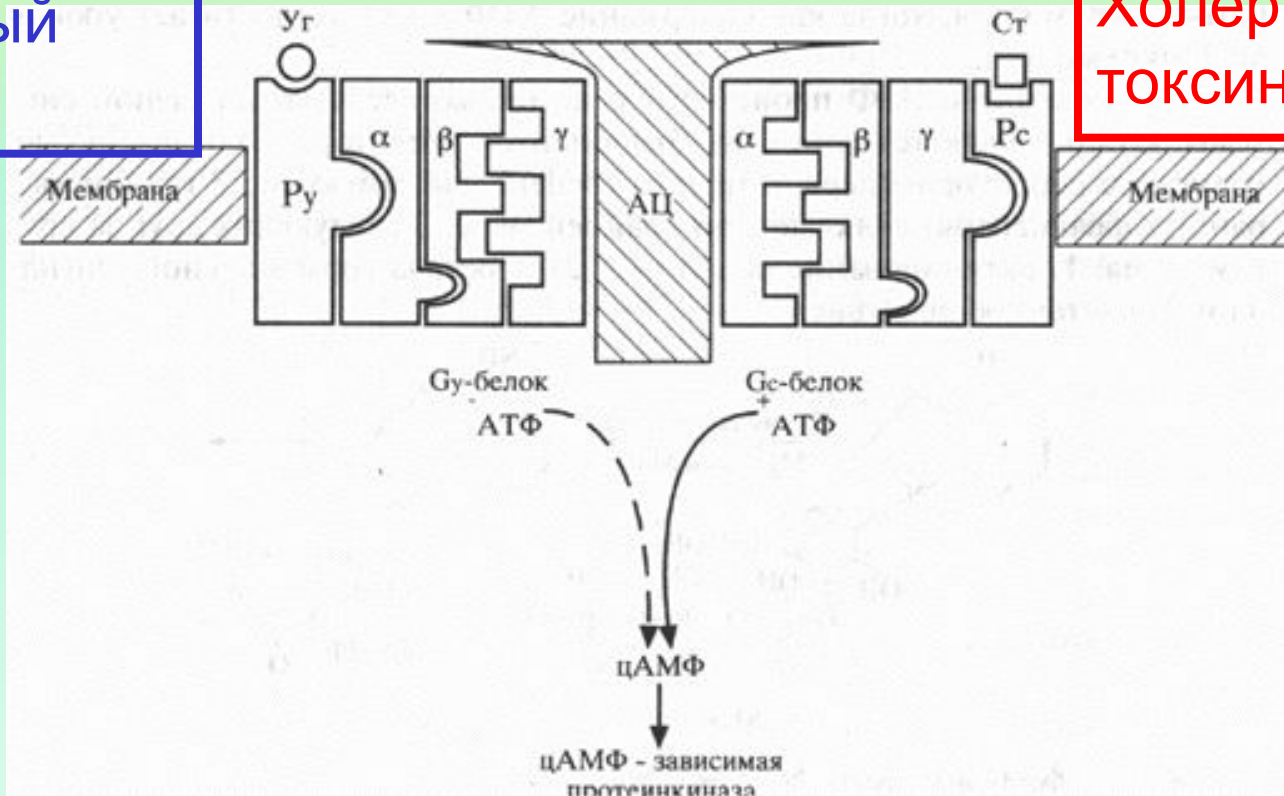 ый
Холер
токсин
Уг
Ст
α
β
γ
α
β
γ
Рс
Мембрана
Ру
АЦ
Мембрана
Gу-белок
Gс-белок
-
+
АТФ
АТФ
цАМФ
цАМФ - зависимая
протеинкиназа